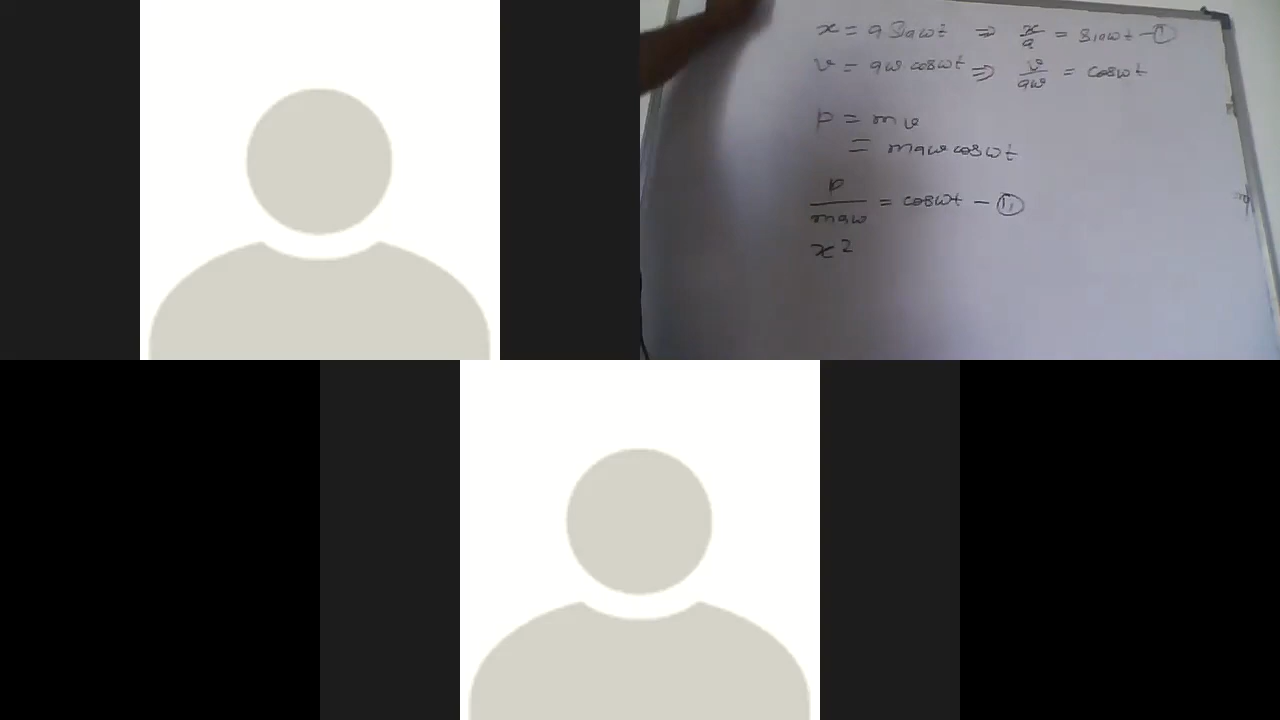 x = a sin ωt ⇒ x/a = sin ωt – ①
v = aω cos ωt ⇒ v/aω = cos ωt
p = mv
= maω cos ωt
p/maω = cos ωt – ⑪
x²